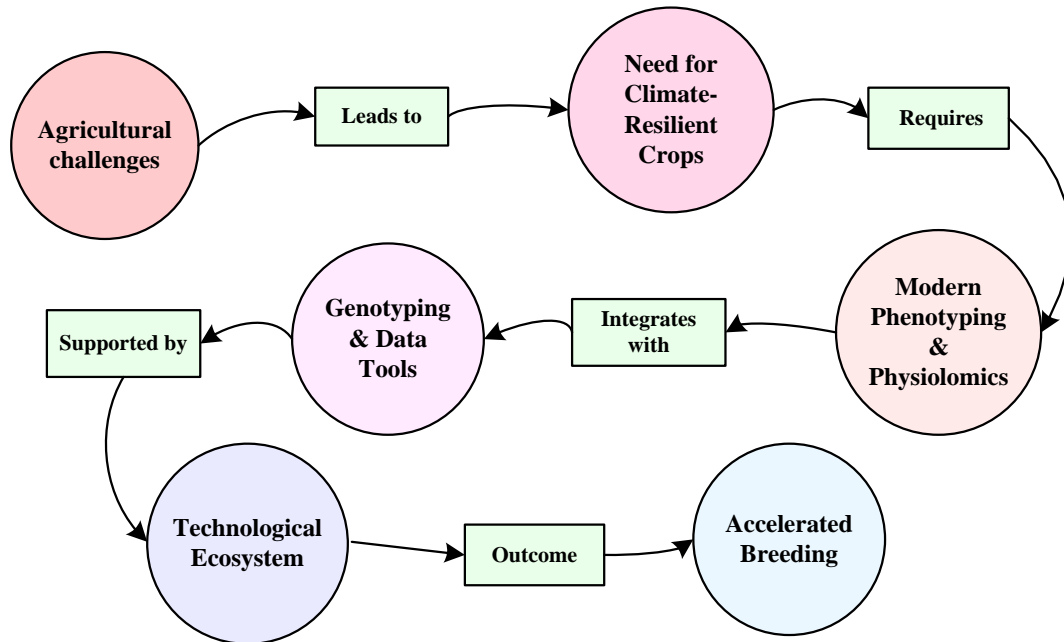 Agricultural
challenges
Leads to
Need for
Climate-
Resilient
Crops
Requires
Modern
Phenotyping
&
Physiolomics
Integrates
with
Genotyping
& Data
Tools
Supported by
Technological
Ecosystem
Outcome
Accelerated
Breeding